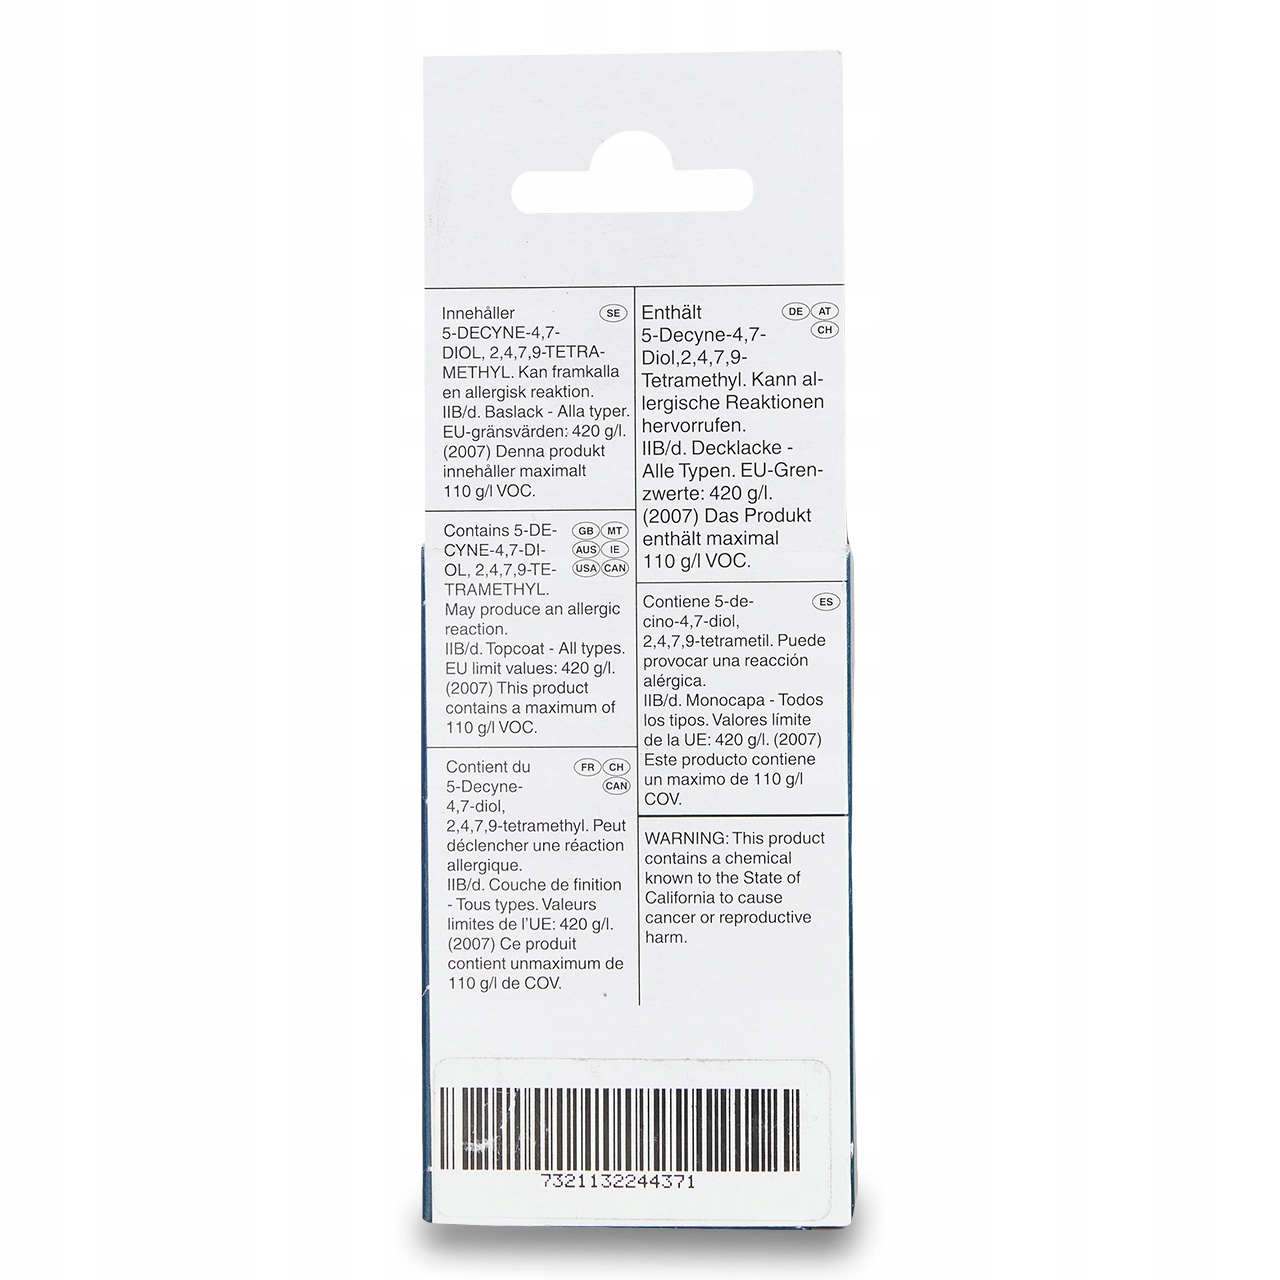 Innehåller SE
5-DECYNE-4,7-
DIOL, 2,4,7,9-TETRA-
METHYL. Kan framkalla
en allergisk reaktion.
IIB/d. Baslack - Alla typer.
EU-gränsvärden: 420 g/l.
(2007) Denna produkt
innehåller maximalt
110 g/l VOC.
Contains 5-DE- GB MT
CYNE-4,7-DI- AUS IE
OL, 2,4,7,9-TE- USA CAN
TRAMETHYL.
May produce an allergic
reaction.
IIB/d. Topcoat - All types.
EU limit values: 420 g/l.
(2007) This product
contains a maximum of
110 g/l VOC.
Contient du FR CH
5-Decyne- CAN
4,7-diol,
2,4,7,9-tetramethyl. Peut
déclencher une réaction
allergique.
IIB/d. Couche de finition
- Tous types. Valeurs
limites de l'UE: 420 g/l.
(2007) Ce produit
contient unmaximum de
110 g/l de COV.
Enthält DE AT
5-Decyne-4,7- CH
Diol,2,4,7,9-
Tetramethyl. Kann al-
lergische Reaktionen
hervorrufen.
IIB/d. Decklacke -
Alle Typen. EU-Gren-
zwerte: 420 g/l.
(2007) Das Produkt
enthält maximal
110 g/l VOC.
Contiene 5-de- ES
cino-4,7-diol,
2,4,7,9-tetrametil. Puede
provocar una reacción
alérgica.
IIB/d. Monocapa - Todos
los tipos. Valores límite
de la UE: 420 g/l. (2007)
Este producto contiene
un maximo de 110 g/l
COV.
WARNING: This product
contains a chemical
known to the State of
California to cause
cancer or reproductive
harm.
7321132244371